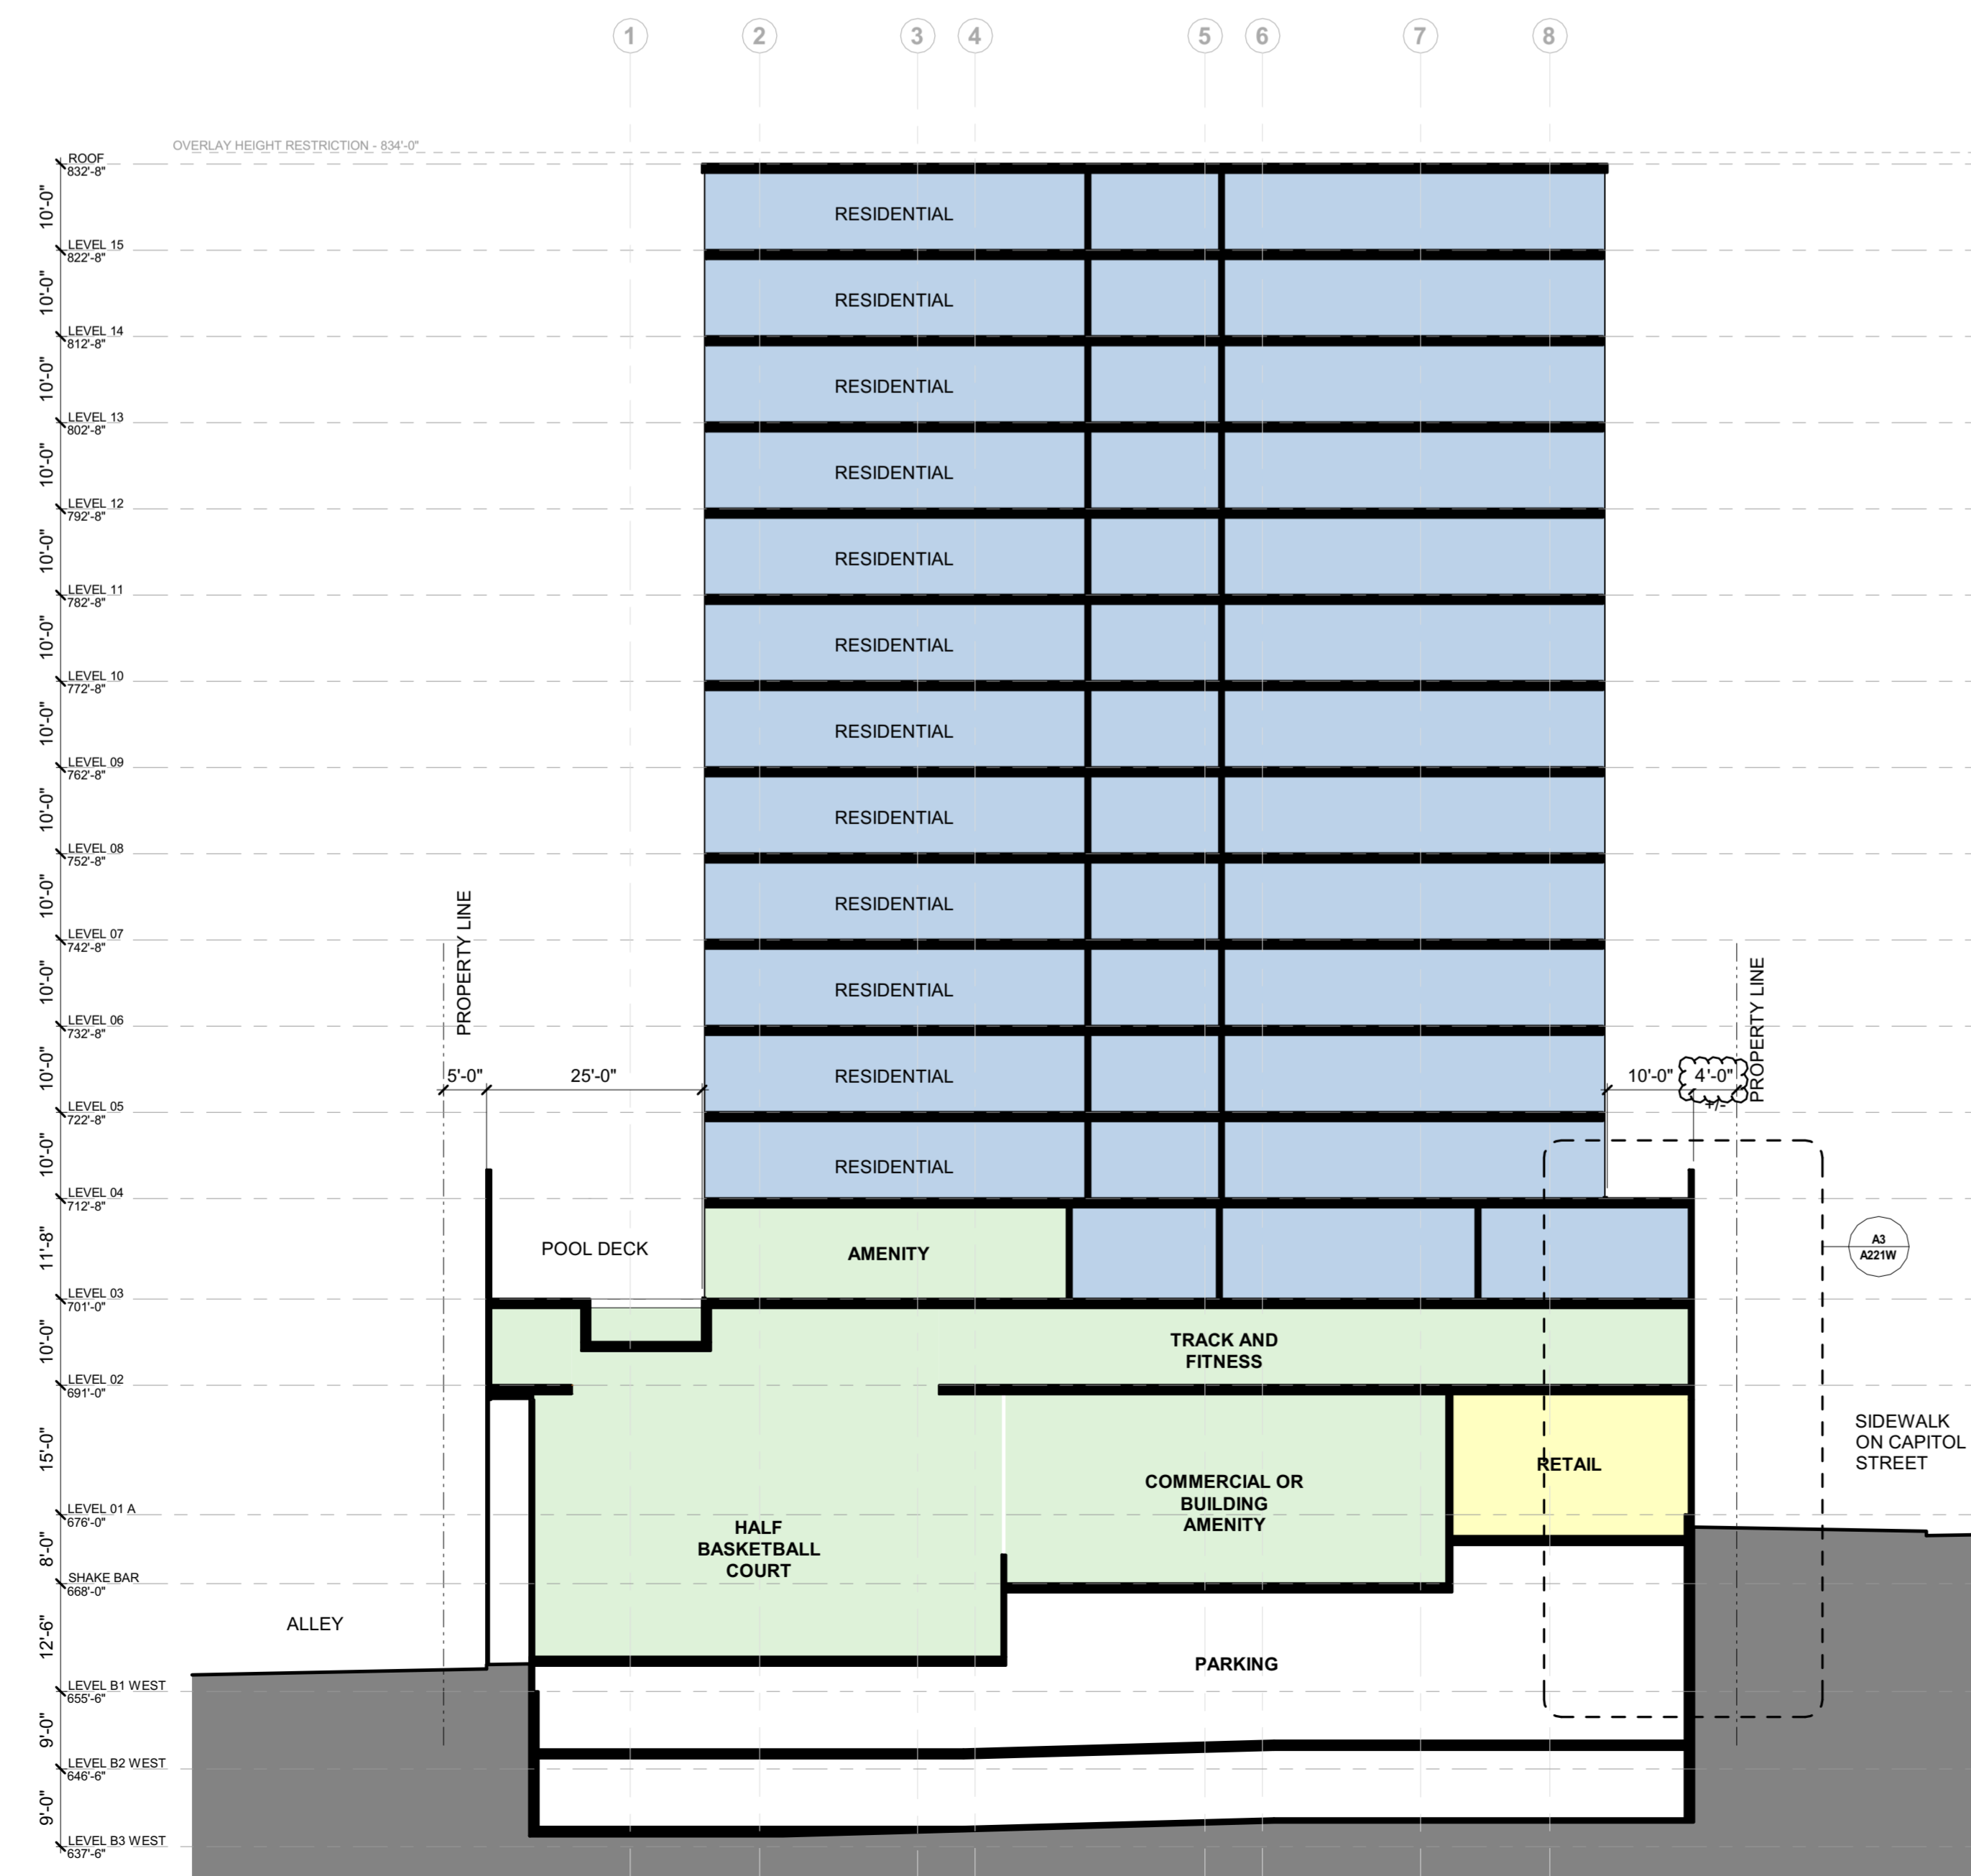 1 2 3 4 5 6 7 8
OVERLAY HEIGHT RESTRICTION - 834'-0"
ROOF
832'-8"
10'-0"
RESIDENTIAL
LEVEL 15
822'-8"
10'-0"
RESIDENTIAL
LEVEL 14
812'-8"
10'-0"
RESIDENTIAL
LEVEL 13
802'-8"
10'-0"
RESIDENTIAL
LEVEL 12
792'-8"
10'-0"
RESIDENTIAL
LEVEL 11
782'-8"
10'-0"
RESIDENTIAL
LEVEL 10
772'-8"
10'-0"
RESIDENTIAL
LEVEL 09
762'-8"
10'-0"
RESIDENTIAL
LEVEL 08
752'-8"
10'-0"
RESIDENTIAL
LEVEL 07
742'-8"
10'-0"
RESIDENTIAL
PROPERTY LINE
PROPERTY LINE
LEVEL 06
732'-8"
10'-0"
5'-0" 25'-0"
RESIDENTIAL
10'-0" 4'-0"
+/-
LEVEL 05
722'-8"
10'-0"
RESIDENTIAL
LEVEL 04
712'-8"
11'-8"
POOL DECK
AMENITY
A3
A221W
LEVEL 03
701'-0"
10'-0"
TRACK AND
FITNESS
LEVEL 02
691'-0"
15'-0"
SIDEWALK
ON CAPITOL
STREET
RETAIL
COMMERCIAL OR
BUILDING
AMENITY
LEVEL 01 A
676'-0"
8'-0"
HALF
BASKETBALL
COURT
SHAKE BAR
668'-0"
12'-6"
ALLEY
PARKING
LEVEL B1 WEST
655'-6"
9'-0"
LEVEL B2 WEST
646'-6"
9'-0"
LEVEL B3 WEST
637'-6"